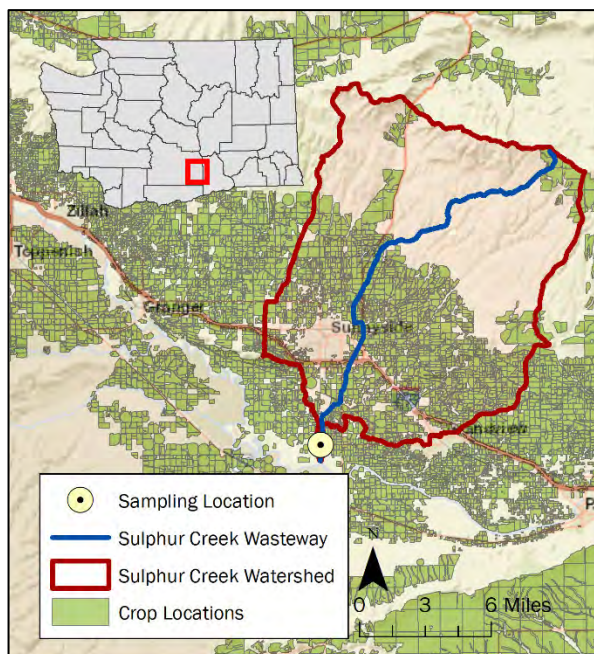 Zillah
Toppenish
Granger
Sunnyside
Sampling Location
Sulphur Creek Wasteway
Sulphur Creek Watershed
Crop Locations
N
0 3 6 Miles